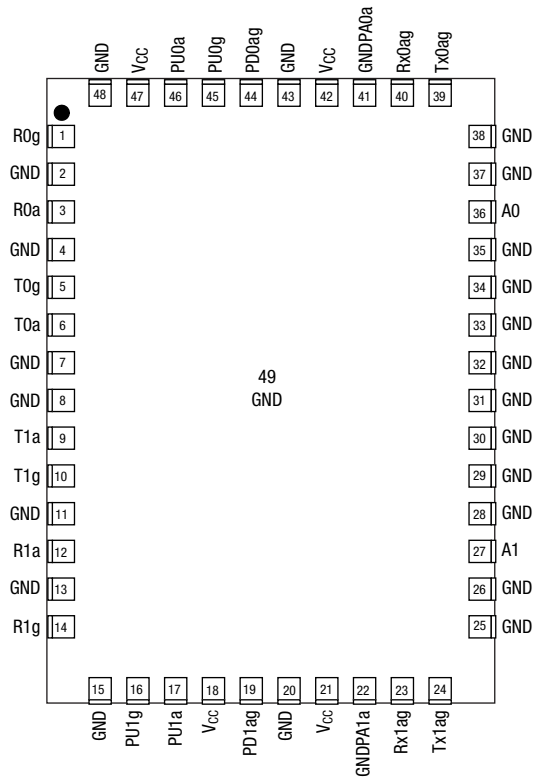 GND
Vcc
PU0a
PU0g
PD0ag
GND
Vcc
GNDPA0a
Rx0ag
Tx0ag
48 47 46 45 44 43 42 41 40 39
R0g 1
GND 2
R0a 3
GND 4
T0g 5
T0a 6
GND 7
GND 8
T1a 9
T1g 10
GND 11
R1a 12
GND 13
R1g 14
49
GND
38 GND
37 GND
36 A0
35 GND
34 GND
33 GND
32 GND
31 GND
30 GND
29 GND
28 GND
27 A1
26 GND
25 GND
15 16 17 18 19 20 21 22 23 24
GND
PU1g
PU1a
Vcc
PD1ag
GND
Vcc
GNDPA1a
Rx1ag
Tx1ag